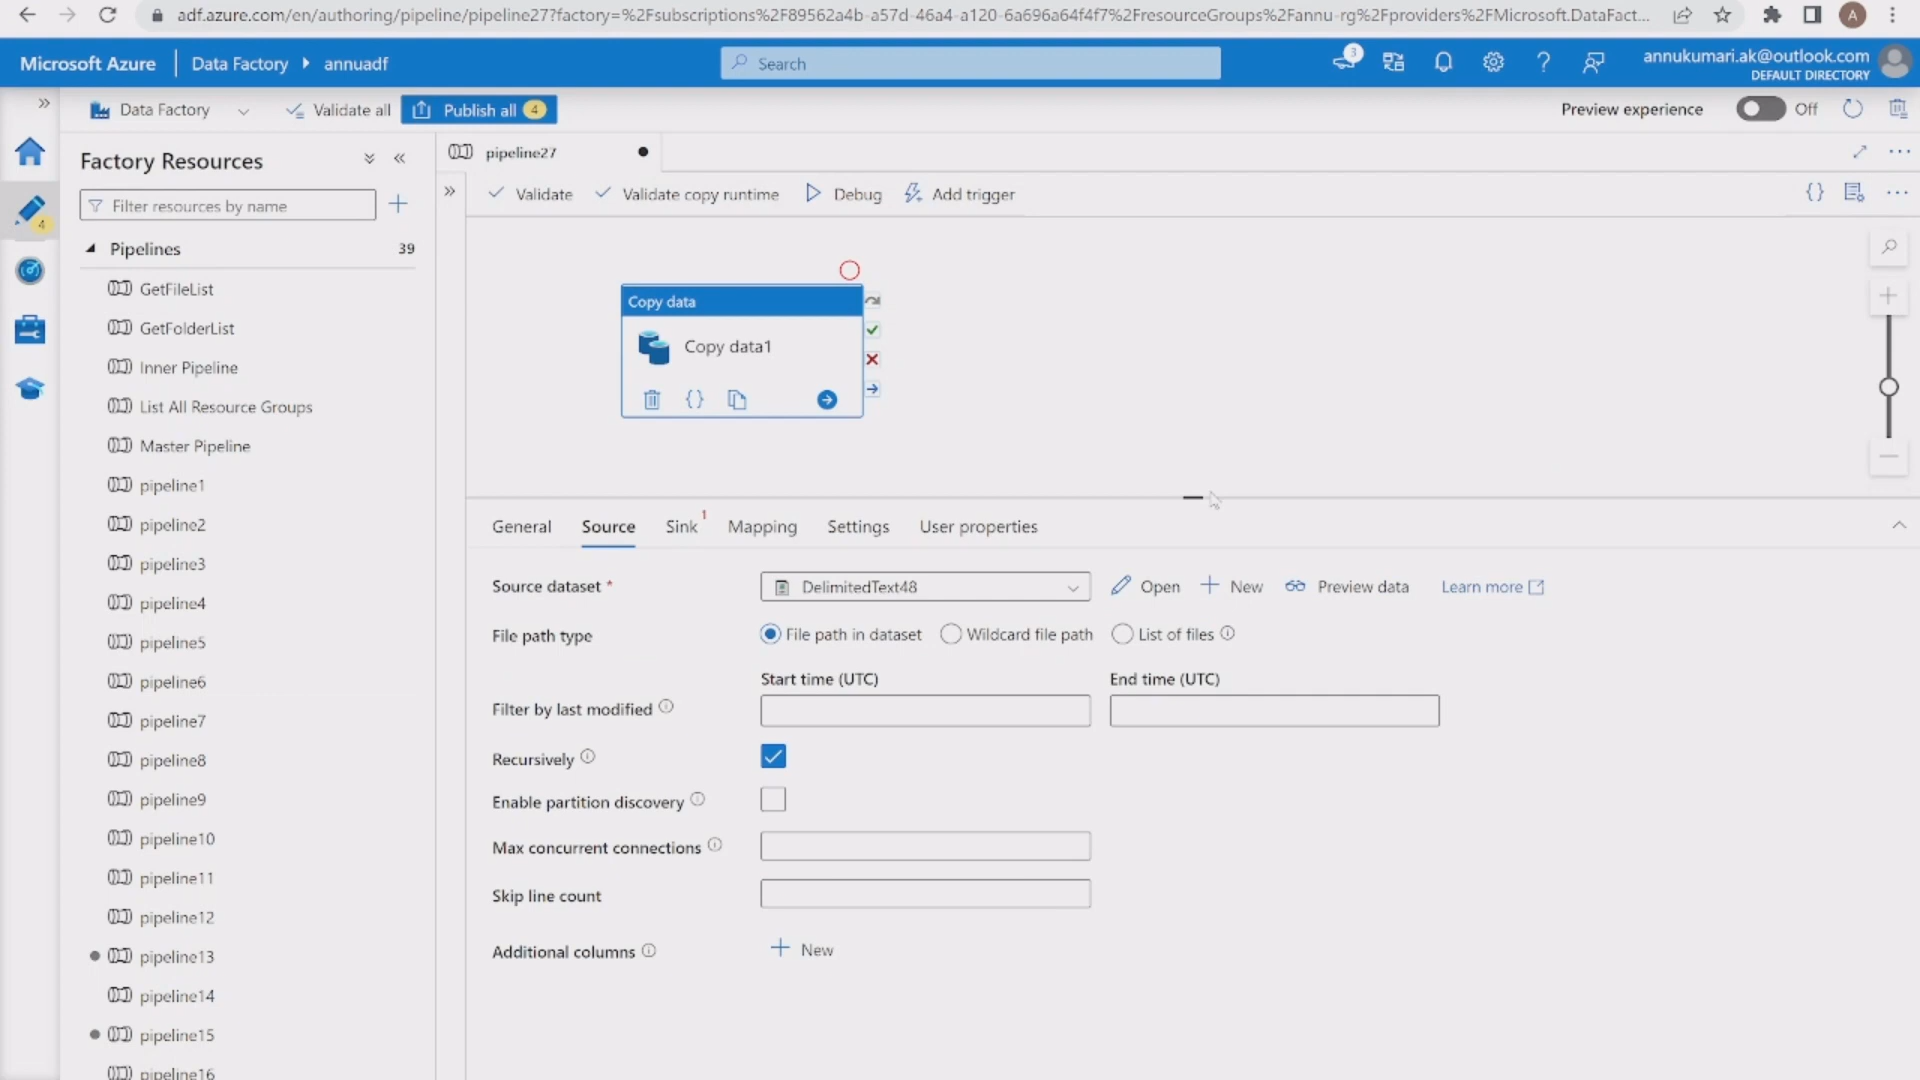 adf.azure.com/en/authoring/pipeline/pipeline27?factory=%2Fsubscriptions%2F89562a4b-a57d-46a4-a120-6a696a64f4f7%2FresourceGroups%2Fannu-rg%2Fproviders%2FMicrosoft.DataFact...
A
Microsoft Azure
Data Factory
annuadf
Search
3
annukumari.ak@outlook.com
DEFAULT DIRECTORY
Data Factory
Validate all
Publish all 4
Preview experience
Off
Factory Resources
pipeline27
4
Filter resources by name
Validate
Validate copy runtime
Debug
Add trigger
Pipelines 39
GetFileList
GetFolderList
Inner Pipeline
List All Resource Groups
Master Pipeline
pipeline1
pipeline2
pipeline3
pipeline4
pipeline5
pipeline6
pipeline7
pipeline8
pipeline9
pipeline10
pipeline11
pipeline12
pipeline13
pipeline14
pipeline15
pipeline16
Copy data
Copy data1
General
Source
Sink 1
Mapping
Settings
User properties
Source dataset *
DelimitedText48
Open
New
Preview data
Learn more
File path type
File path in dataset
Wildcard file path
List of files
Start time (UTC)
End time (UTC)
Filter by last modified
Recursively
Enable partition discovery
Max concurrent connections
Skip line count
Additional columns
New